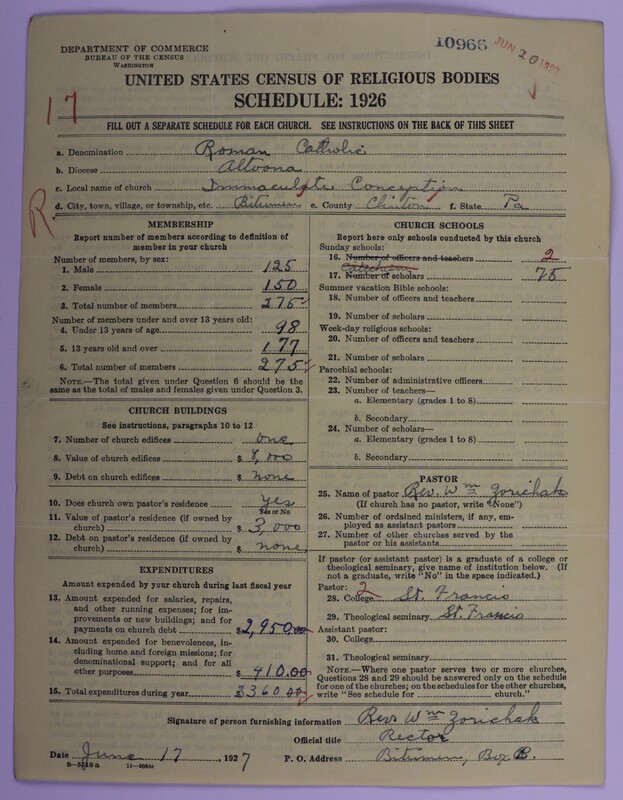 DEPARTMENT OF COMMERCE
BUREAU OF THE CENSUS
WASHINGTON
10966 JUN 20 1927
UNITED STATES CENSUS OF RELIGIOUS BODIES
SCHEDULE: 1926
17
FILL OUT A SEPARATE SCHEDULE FOR EACH CHURCH. SEE INSTRUCTIONS ON THE BACK OF THIS SHEET
a. Denomination Roman Catholic
b. Diocese Altoona
c. Local name of church Immaculate Conception
d. City, town, village, or township, etc. Bitumen e. County Clinton f. State Pa
R
MEMBERSHIP
Report number of members according to definition of
member in your church
Number of members, by sex:
1. Male 125
2. Female 150
3. Total number of members 275
Number of members under and over 13 years old:
4. Under 13 years of age 98
5. 13 years old and over 177
6. Total number of members 275
NOTE.—The total given under Question 6 should be the
same as the total of males and females given under Question 3.
CHURCH BUILDINGS
See instructions, paragraphs 10 to 12
7. Number of church edifices one
8. Value of church edifices $ 8,000
9. Debt on church edifices $ none
10. Does church own pastor's residence yes
Yes or No
11. Value of pastor's residence (if owned by
church) $ 3,000
12. Debt on pastor's residence (if owned by
church) $ none
EXPENDITURES
Amount expended by your church during last fiscal year
13. Amount expended for salaries, repairs,
and other running expenses; for im-
provements or new buildings; and for
payments on church debt $ 2,950.00
14. Amount expended for benevolences, in-
cluding home and foreign missions; for
denominational support; and for all
other purposes $ 410.00
15. Total expenditures during year $ 3360.00
CHURCH SCHOOLS
Report here only schools conducted by this church
Sunday schools:
16. Number of officers and teachers 2
Catechism
17. Number of scholars 75
Summer vacation Bible schools:
18. Number of officers and teachers
19. Number of scholars
Week-day religious schools:
20. Number of officers and teachers
21. Number of scholars
Parochial schools:
22. Number of administrative officers
23. Number of teachers—
a. Elementary (grades 1 to 8)
b. Secondary
24. Number of scholars—
a. Elementary (grades 1 to 8)
b. Secondary
PASTOR
25. Name of pastor Rev. Wm Zorichak
(If church has no pastor, write "None")
26. Number of ordained ministers, if any, em-
ployed as assistant pastors
27. Number of other churches served by the
pastor or his assistants
If pastor (or assistant pastor) is a graduate of a college or
theological seminary, give name of institution below. (If
not a graduate, write "No" in the space indicated.)
Pastor: 2
28. College St. Francis
29. Theological seminary St. Francis
Assistant pastor:
30. College
31. Theological seminary
NOTE.—Where one pastor serves two or more churches,
Questions 28 and 29 should be answered only on the schedule
for one of the churches; on the schedules for the other churches,
write "See schedule for church."
Signature of person furnishing information Rev. Wm Zorichak
Official title Rector
Date June 17, 1927 P. O. Address Bitumen, Box B.
8-5319a 11-9051a